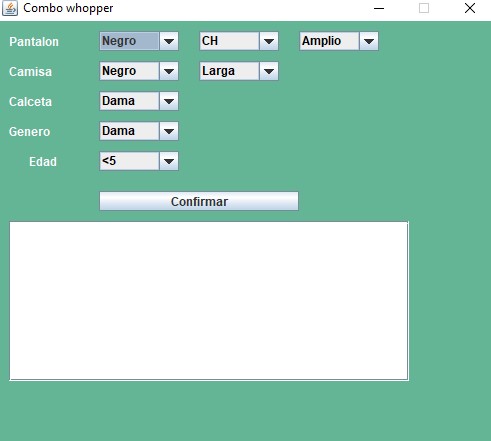 Combo whopper
Pantalon Negro CH Amplio
Camisa Negro Larga
Calceta Dama
Genero Dama
Edad <5
Confirmar